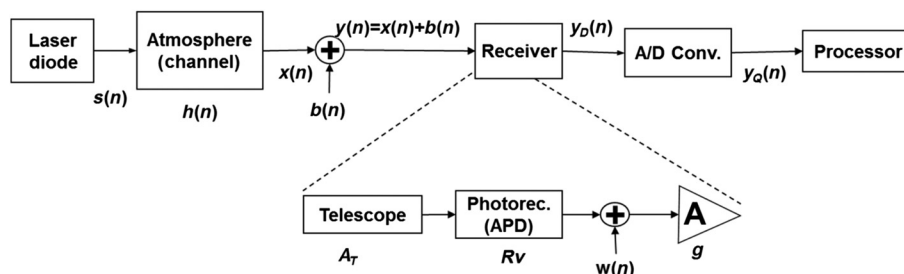 Laser
diode
s(n)
Atmosphere
(channel)
h(n)
x(n)
y(n)=x(n)+b(n)
b(n)
Receiver
y_D(n)
A/D Conv.
y_Q(n)
Processor
Telescope
A_T
Photorec.
(APD)
Rv
w(n)
A
g